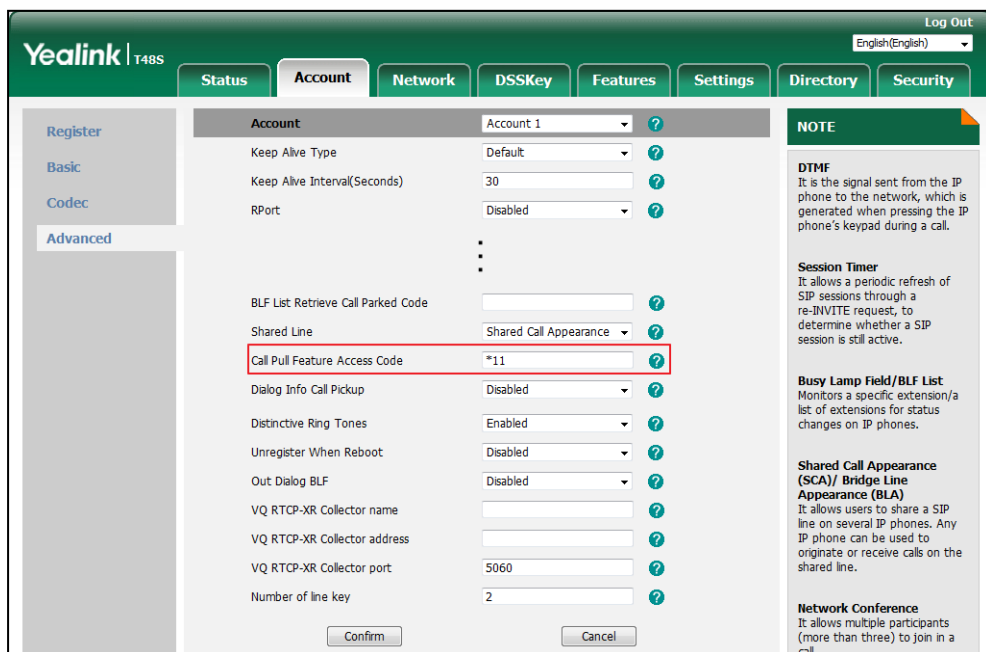 Log Out
Yealink T48S
English(English)
Status Account Network DSSKey Features Settings Directory Security
Register
Basic
Codec
Advanced
Account Account 1
Keep Alive Type Default
Keep Alive Interval(Seconds) 30
RPort Disabled
BLF List Retrieve Call Parked Code
Shared Line Shared Call Appearance
Call Pull Feature Access Code *11
Dialog Info Call Pickup Disabled
Distinctive Ring Tones Enabled
Unregister When Reboot Disabled
Out Dialog BLF Disabled
VQ RTCP-XR Collector name
VQ RTCP-XR Collector address
VQ RTCP-XR Collector port 5060
Number of line key 2
Confirm Cancel
NOTE
DTMF
It is the signal sent from the IP
phone to the network, which is
generated when pressing the IP
phone's keypad during a call.
Session Timer
It allows a periodic refresh of
SIP sessions through a
re-INVITE request, to
determine whether a SIP
session is still active.
Busy Lamp Field/BLF List
Monitors a specific extension/a
list of extensions for status
changes on IP phones.
Shared Call Appearance
(SCA)/ Bridge Line
Appearance (BLA)
It allows users to share a SIP
line on several IP phones. Any
IP phone can be used to
originate or receive calls on the
shared line.
Network Conference
It allows multiple participants
(more than three) to join in a
call